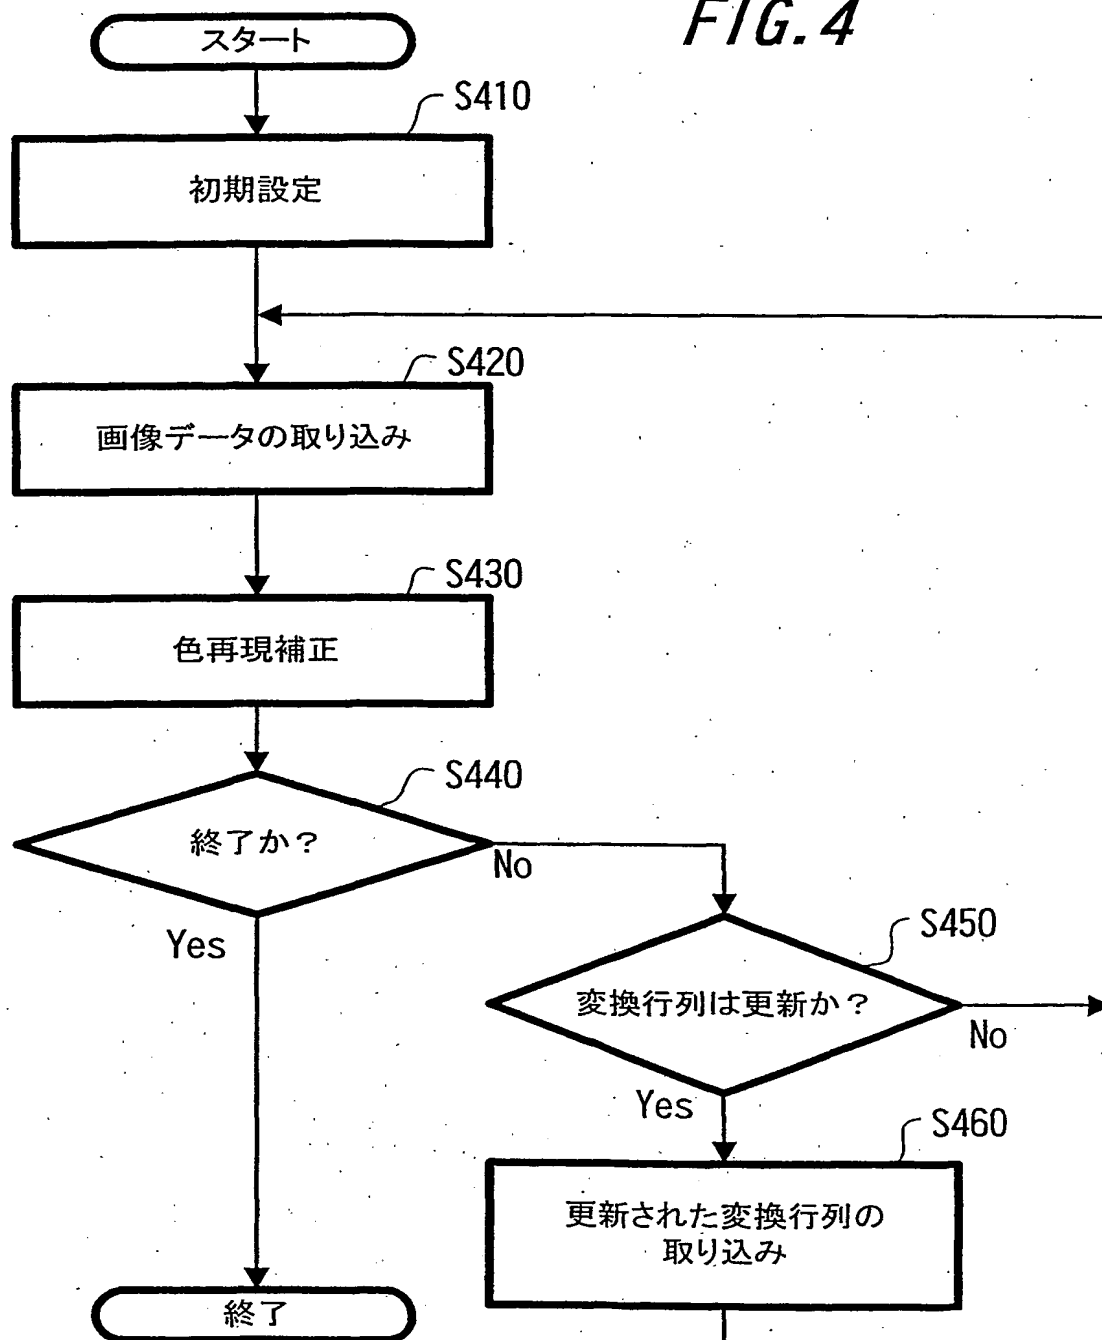 FIG.4
スタート
S410
初期設定
S420
画像データの取り込み
S430
色再現補正
S440
終了か？
No
Yes
S450
変換行列は更新か？
No
Yes
S460
更新された変換行列の
取り込み
終了